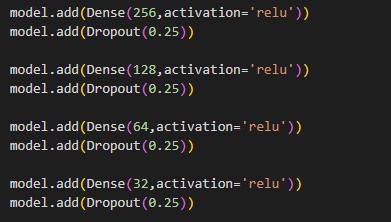 model.add(Dense(256,activation='relu'))
model.add(Dropout(0.25))
model.add(Dense(128,activation='relu'))
model.add(Dropout(0.25))
model.add(Dense(64,activation='relu'))
model.add(Dropout(0.25))
model.add(Dense(32,activation='relu'))
model.add(Dropout(0.25))